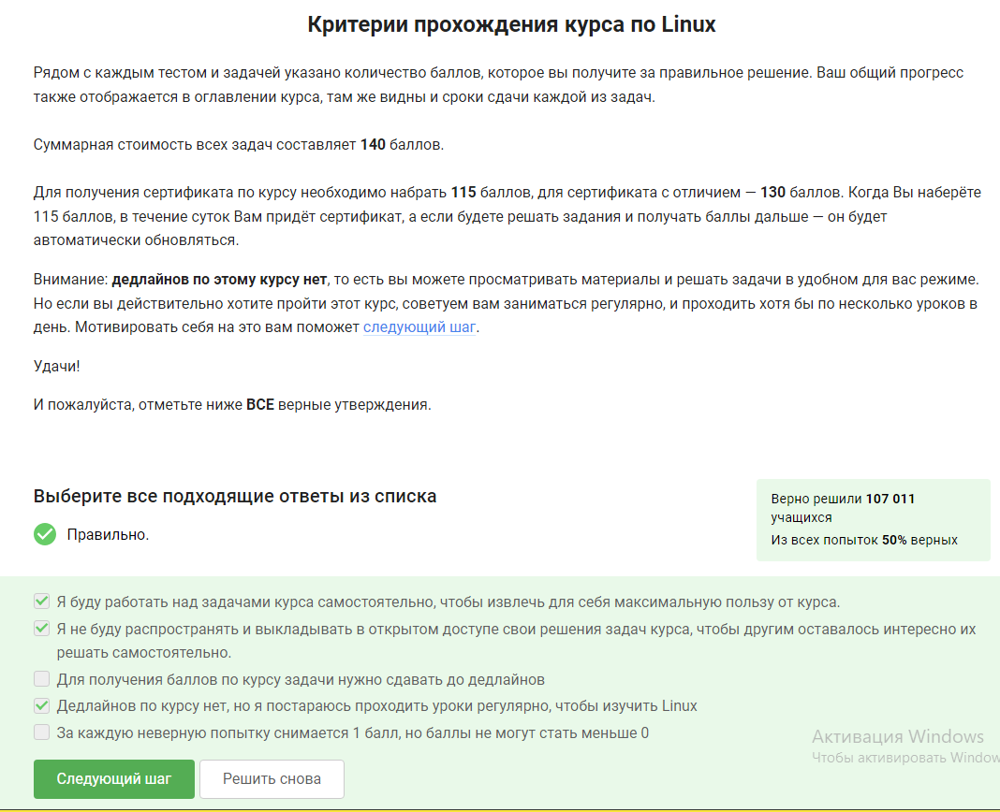 Критерии прохождения курса по Linux
Рядом с каждым тестом и задачей указано количество баллов, которое вы получите за правильное решение. Ваш общий прогресс
также отображается в оглавлении курса, там же видны и сроки сдачи каждой из задач.
Суммарная стоимость всех задач составляет 140 баллов.
Для получения сертификата по курсу необходимо набрать 115 баллов, для сертификата с отличием — 130 баллов. Когда Вы наберёте
115 баллов, в течение суток Вам придёт сертификат, а если будете решать задания и получать баллы дальше — он будет
автоматически обновляться.
Внимание: дедлайнов по этому курсу нет, то есть вы можете просматривать материалы и решать задачи в удобном для вас режиме.
Но если вы действительно хотите пройти этот курс, советуем вам заниматься регулярно, и проходить хотя бы по несколько уроков в
день. Мотивировать себя на это вам поможет следующий шаг.
Удачи!
И пожалуйста, отметьте ниже ВСЕ верные утверждения.
Выберите все подходящие ответы из списка
Правильно.
Верно решили 107 011
учащихся
Из всех попыток 50% верных
Я буду работать над задачами курса самостоятельно, чтобы извлечь для себя максимальную пользу от курса.
Я не буду распространять и выкладывать в открытом доступе свои решения задач курса, чтобы другим оставалось интересно их
решать самостоятельно.
Для получения баллов по курсу задачи нужно сдавать до дедлайнов
Дедлайнов по курсу нет, но я постараюсь проходить уроки регулярно, чтобы изучить Linux
За каждую неверную попытку снимается 1 балл, но баллы не могут стать меньше 0
Активация Windows
Чтобы активировать Window
Следующий шаг
Решить снова